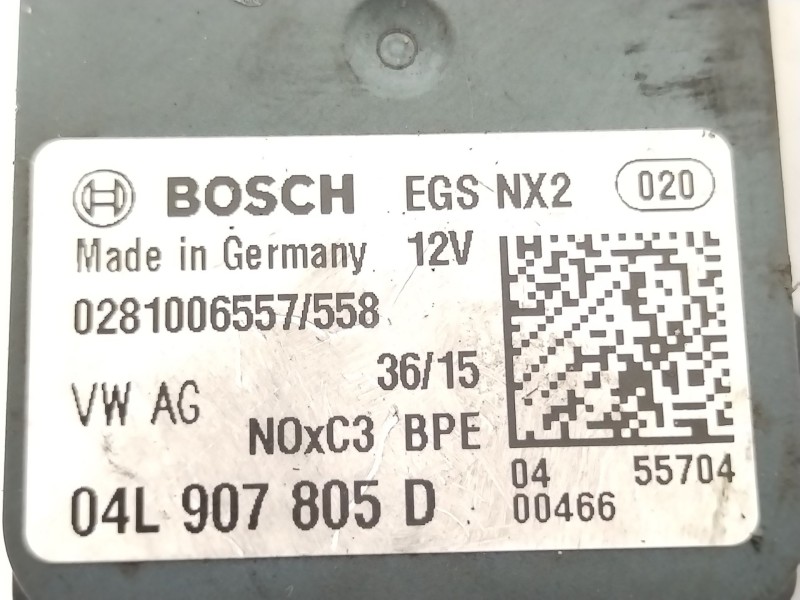 BOSCH EGS NX2 020
Made in Germany 12V
0281006557/558
36/15
VW AG
NOxC3 BPE
04 55704
04L 907 805 D 00466